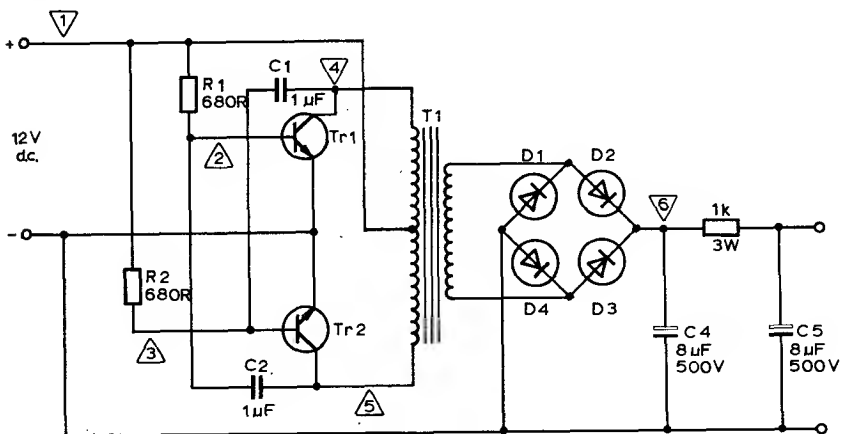 1
+
R1
680R
C1
1µF
4
T1
Tr1
2
12V
d.c.
D1
D2
6
1k
3W
-
R2
680R
D4
D3
Tr2
3
C4
8µF
500V
C5
8µF
500V
C2
1µF
5